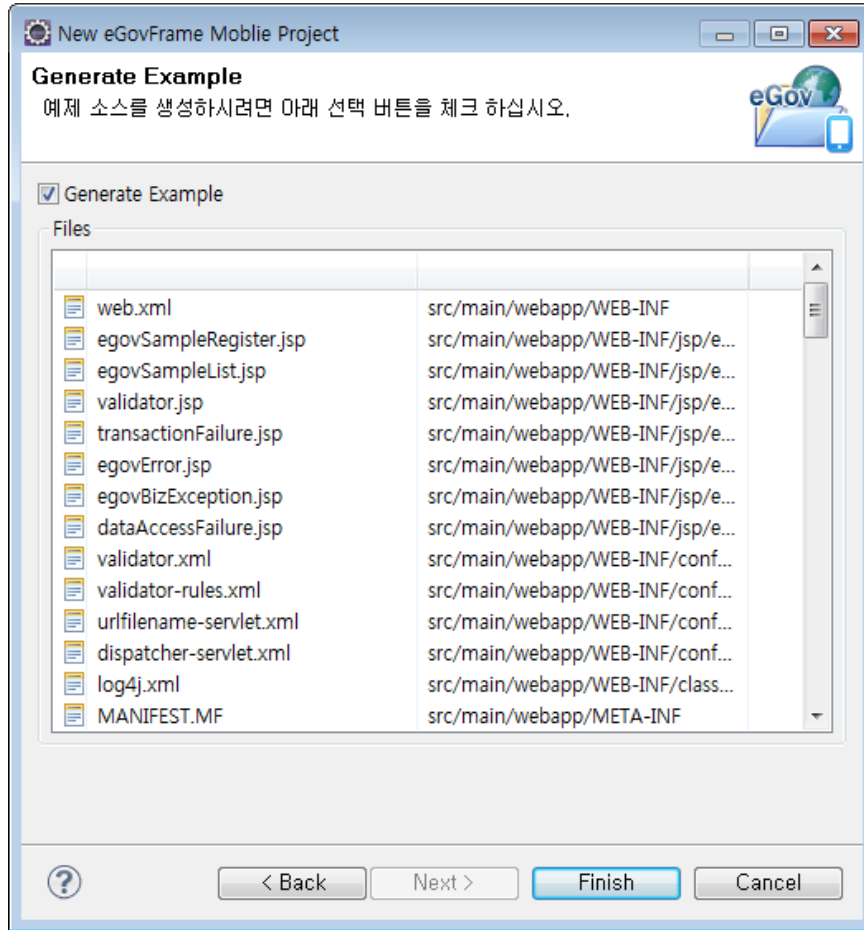 New eGovFrame Moblie Project
Generate Example
예제 소스를 생성하시려면 아래 선택 버튼을 체크 하십시오.
eGov
Generate Example
Files
web.xml src/main/webapp/WEB-INF
egovSampleRegister.jsp src/main/webapp/WEB-INF/jsp/e...
egovSampleList.jsp src/main/webapp/WEB-INF/jsp/e...
validator.jsp src/main/webapp/WEB-INF/jsp/e...
transactionFailure.jsp src/main/webapp/WEB-INF/jsp/e...
egovError.jsp src/main/webapp/WEB-INF/jsp/e...
egovBizException.jsp src/main/webapp/WEB-INF/jsp/e...
dataAccessFailure.jsp src/main/webapp/WEB-INF/jsp/e...
validator.xml src/main/webapp/WEB-INF/conf...
validator-rules.xml src/main/webapp/WEB-INF/conf...
urlfilename-servlet.xml src/main/webapp/WEB-INF/conf...
dispatcher-servlet.xml src/main/webapp/WEB-INF/conf...
log4j.xml src/main/webapp/WEB-INF/class...
MANIFEST.MF src/main/webapp/META-INF
? < Back Next > Finish Cancel